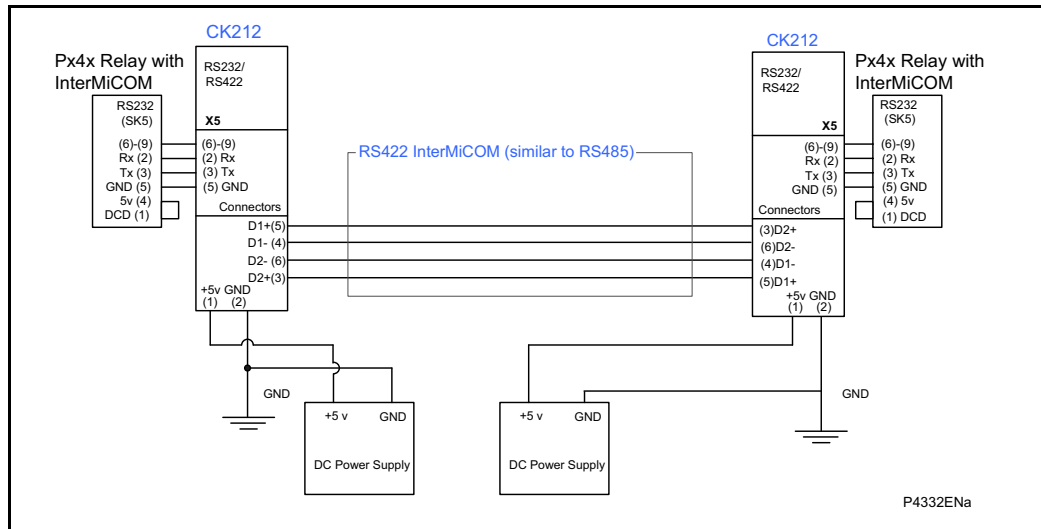 CK212
Px4x Relay with
InterMiCOM
RS232
(SK5)
(6)-(9)
Rx (2)
Tx (3)
GND (5)
5v (4)
DCD (1)
RS232/
RS422
X5
(6)-(9)
(2) Rx
(3) Tx
(5) GND
Connectors
D1+(5)
D1- (4)
D2- (6)
D2+(3)
+5v GND
(1) (2)
GND
+5 v GND
DC Power Supply
RS422 InterMiCOM (similar to RS485)
CK212
RS232/
RS422
X5
(6)-(9)
Rx (2)
Tx (3)
GND (5)
Connectors
(3)D2+
(6)D2-
(4)D1-
(5)D1+
+5v GND
(1) (2)
GND
+5 v GND
DC Power Supply
Px4x Relay with
InterMiCOM
RS232
(SK5)
(6)-(9)
(2) Rx
(3) Tx
(5) GND
(4) 5v
(1) DCD
P4332ENa